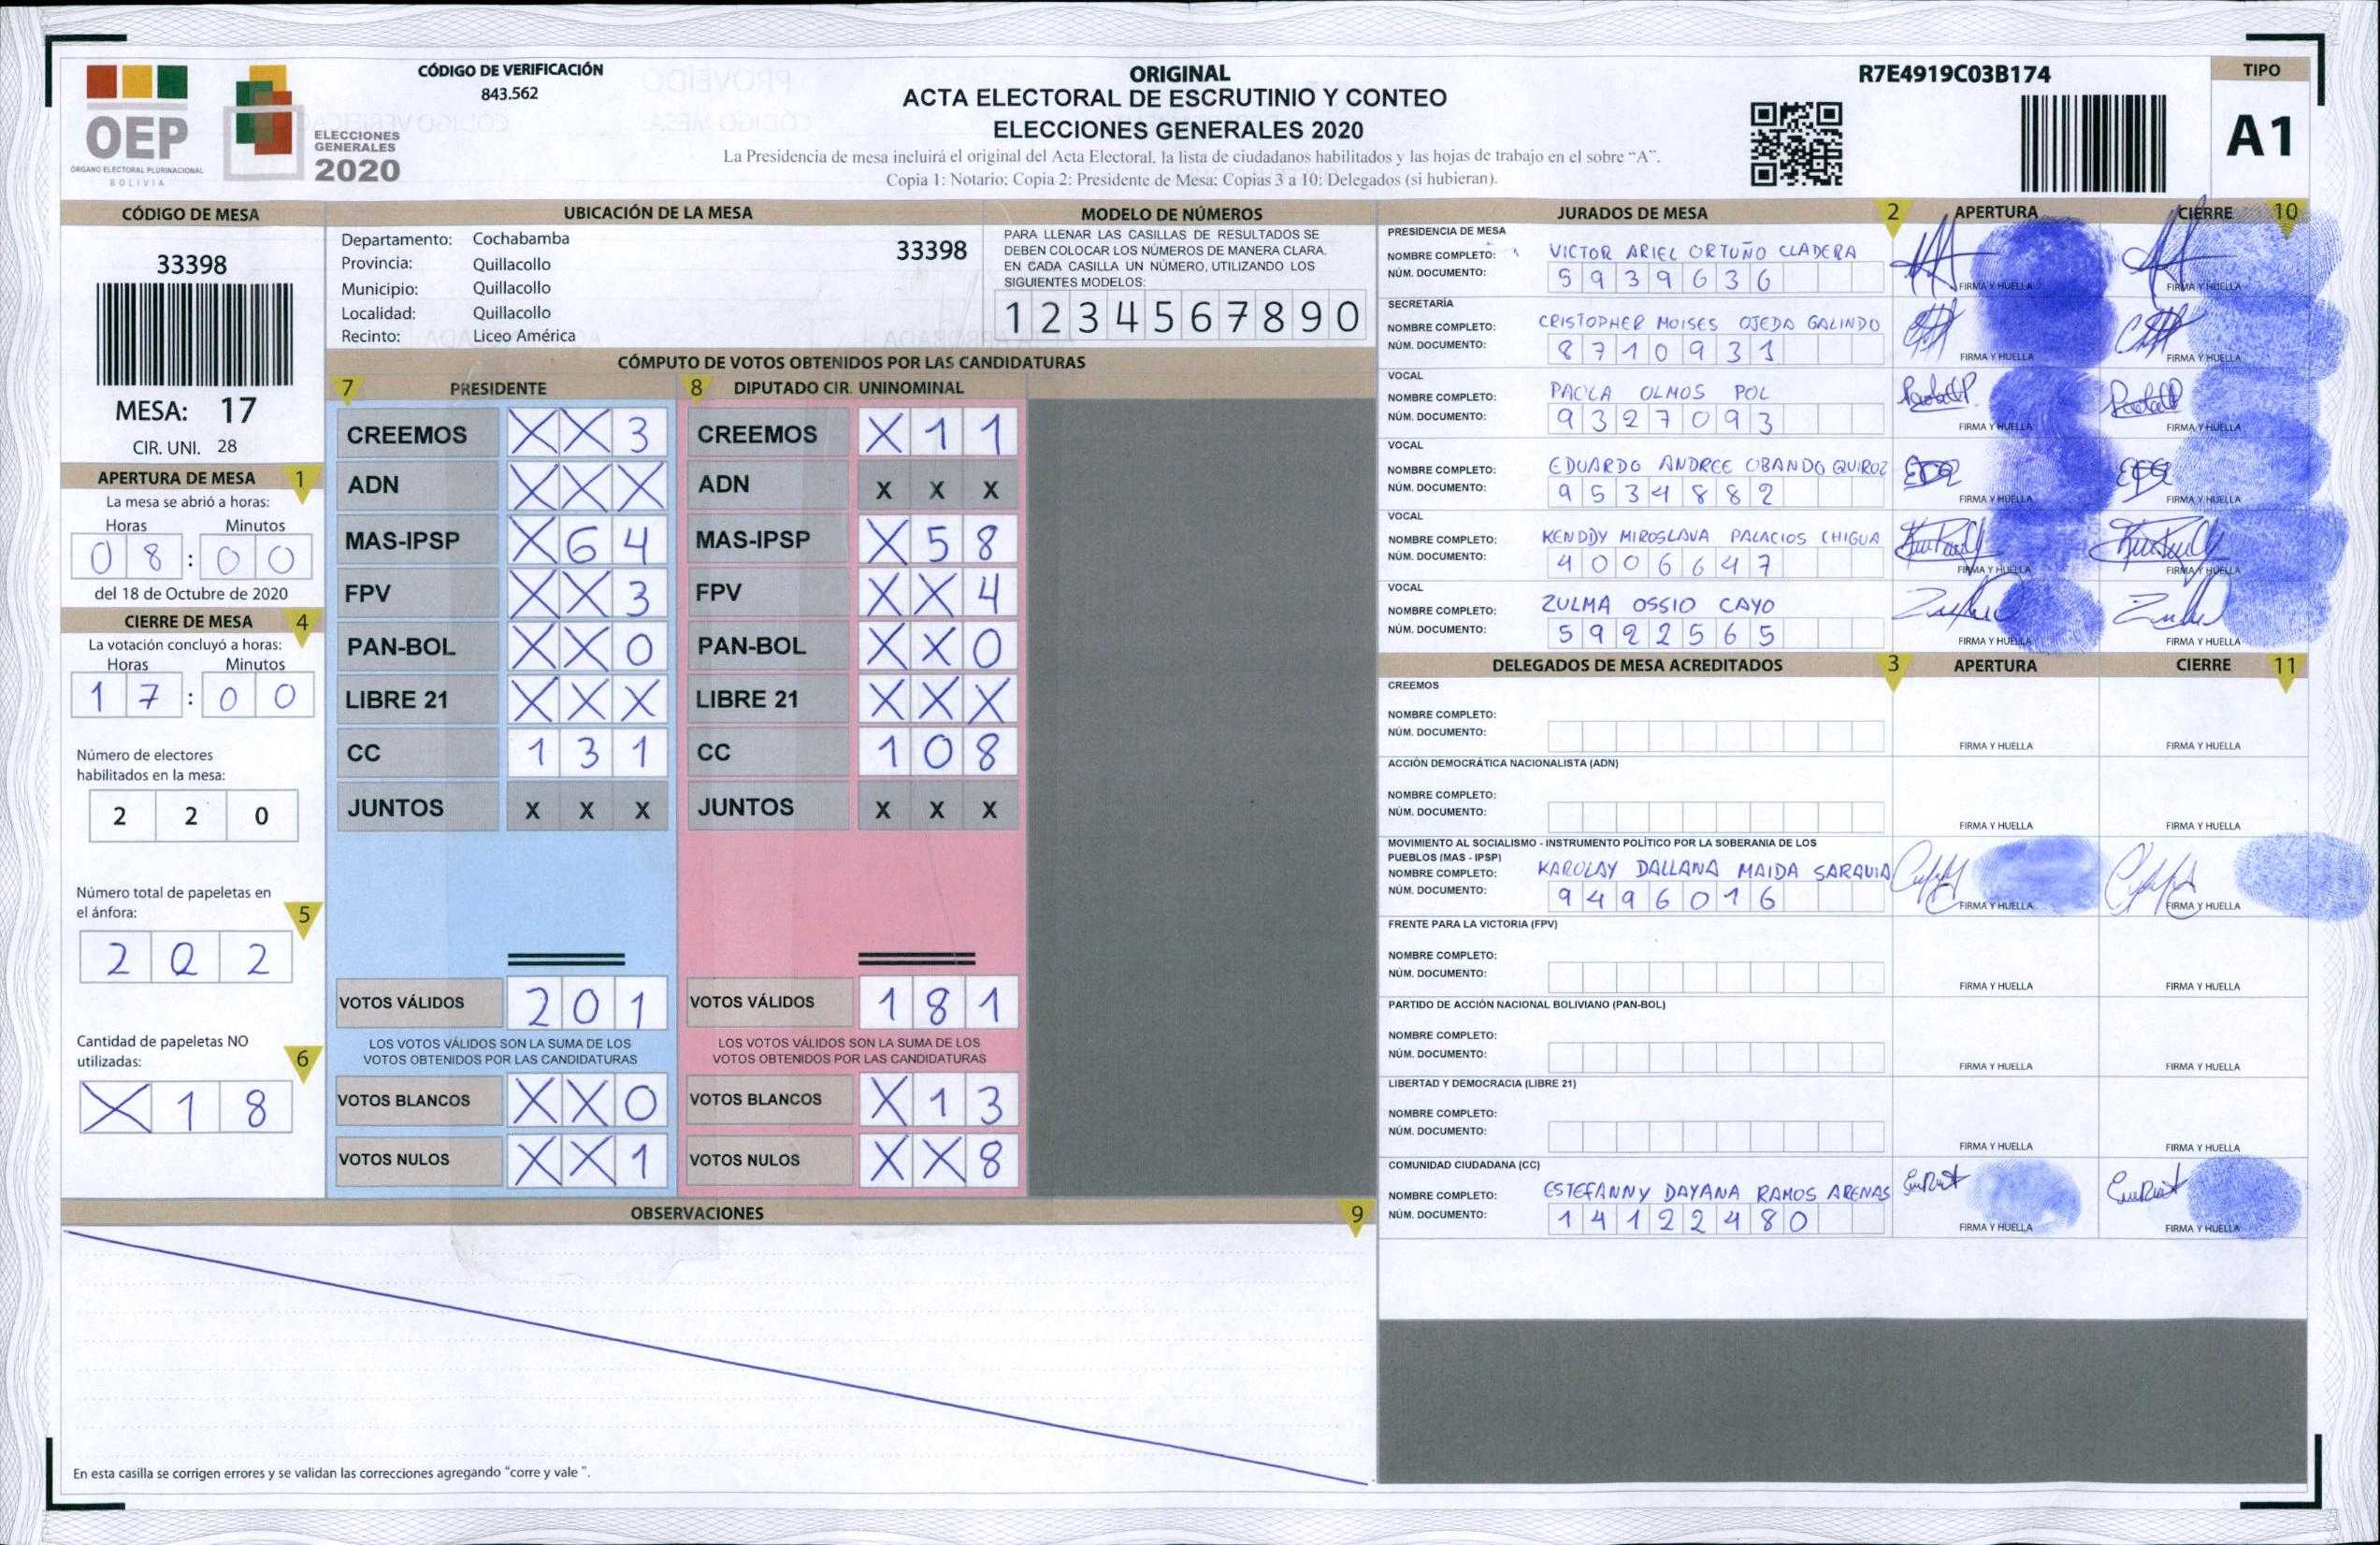 OEP
ÓRGANO ELECTORAL PLURINACIONAL
BOLIVIA
ELECCIONES
GENERALES
2020
CÓDIGO DE VERIFICACIÓN
843.562
ORIGINAL
ACTA ELECTORAL DE ESCRUTINIO Y CONTEO
ELECCIONES GENERALES 2020
La Presidencia de mesa incluirá el original del Acta Electoral, la lista de ciudadanos habilitados y las hojas de trabajo en el sobre “A”.
Copia 1: Notario; Copia 2: Presidente de Mesa; Copias 3 a 10: Delegados (si hubieran).
R7E4919C03B174
TIPO
A1
CÓDIGO DE MESA
33398
MESA: 17
CIR. UNI. 28
APERTURA DE MESA 1
La mesa se abrió a horas:
Horas Minutos
08:00
del 18 de Octubre de 2020
CIERRE DE MESA 4
La votación concluyó a horas:
Horas Minutos
17:00
Número de electores
habilitados en la mesa:
2 2 0
Número total de papeletas en
el ánfora: 5
2 0 2
Cantidad de papeletas NO
utilizadas: 6
X 1 8
UBICACIÓN DE LA MESA
Departamento: Cochabamba 33398
Provincia: Quillacollo
Municipio: Quillacollo
Localidad: Quillacollo
Recinto: Liceo América
MODELO DE NÚMEROS
PARA LLENAR LAS CASILLAS DE RESULTADOS SE
DEBEN COLOCAR LOS NÚMEROS DE MANERA CLARA.
EN CADA CASILLA UN NÚMERO, UTILIZANDO LOS
SIGUIENTES MODELOS:
1 2 3 4 5 6 7 8 9 0
CÓMPUTO DE VOTOS OBTENIDOS POR LAS CANDIDATURAS
7 PRESIDENTE 8 DIPUTADO CIR. UNINOMINAL
CREEMOS X X 3 CREEMOS X 1 1
ADN X X X ADN X X X
MAS-IPSP X 6 4 MAS-IPSP X 5 8
FPV X X 3 FPV X X 4
PAN-BOL X X 0 PAN-BOL X X 0
LIBRE 21 X X X LIBRE 21 X X X
CC 1 3 1 CC 1 0 8
JUNTOS X X X JUNTOS X X X
VOTOS VÁLIDOS 2 0 1 VOTOS VÁLIDOS 1 8 1
LOS VOTOS VÁLIDOS SON LA SUMA DE LOS LOS VOTOS VÁLIDOS SON LA SUMA DE LOS
VOTOS OBTENIDOS POR LAS CANDIDATURAS VOTOS OBTENIDOS POR LAS CANDIDATURAS
VOTOS BLANCOS X X 0 VOTOS BLANCOS X 1 3
VOTOS NULOS X X 1 VOTOS NULOS X X 8
OBSERVACIONES 9
En esta casilla se corrigen errores y se validan las correcciones agregando “corre y vale”.
JURADOS DE MESA 2 APERTURA CIERRE 10
PRESIDENCIA DE MESA
NOMBRE COMPLETO: VICTOR ARIEL ORTUÑO CLADERA
NÚM. DOCUMENTO: 5939636 FIRMA Y HUELLA FIRMA Y HUELLA
SECRETARÍA
NOMBRE COMPLETO: CRISTOPHER MOISES OJEDA GALINDO
NÚM. DOCUMENTO: 8710931 FIRMA Y HUELLA FIRMA Y HUELLA
VOCAL
NOMBRE COMPLETO: PAOLA OLMOS POL
NÚM. DOCUMENTO: 9327093 FIRMA Y HUELLA FIRMA Y HUELLA
VOCAL
NOMBRE COMPLETO: EDUARDO ANDREE OBANDO QUIROZ
NÚM. DOCUMENTO: 9534882 FIRMA Y HUELLA FIRMA Y HUELLA
VOCAL
NOMBRE COMPLETO: KENDDY MIROSLAVA PALACIOS CHIGUA
NÚM. DOCUMENTO: 4006647 FIRMA Y HUELLA FIRMA Y HUELLA
VOCAL
NOMBRE COMPLETO: ZULMA OSSIO CAYO
NÚM. DOCUMENTO: 5922565 FIRMA Y HUELLA FIRMA Y HUELLA
DELEGADOS DE MESA ACREDITADOS 3 APERTURA CIERRE 11
CREEMOS
NOMBRE COMPLETO:
NÚM. DOCUMENTO: FIRMA Y HUELLA FIRMA Y HUELLA
ACCIÓN DEMOCRÁTICA NACIONALISTA (ADN)
NOMBRE COMPLETO:
NÚM. DOCUMENTO: FIRMA Y HUELLA FIRMA Y HUELLA
MOVIMIENTO AL SOCIALISMO - INSTRUMENTO POLÍTICO POR LA SOBERANIA DE LOS
PUEBLOS (MAS - IPSP)
NOMBRE COMPLETO: KAROLAY DALLANA MAIDA SARAVIA
NÚM. DOCUMENTO: 9496016 FIRMA Y HUELLA FIRMA Y HUELLA
FRENTE PARA LA VICTORIA (FPV)
NOMBRE COMPLETO:
NÚM. DOCUMENTO: FIRMA Y HUELLA FIRMA Y HUELLA
PARTIDO DE ACCIÓN NACIONAL BOLIVIANO (PAN-BOL)
NOMBRE COMPLETO:
NÚM. DOCUMENTO: FIRMA Y HUELLA FIRMA Y HUELLA
LIBERTAD Y DEMOCRACIA (LIBRE 21)
NOMBRE COMPLETO:
NÚM. DOCUMENTO: FIRMA Y HUELLA FIRMA Y HUELLA
COMUNIDAD CIUDADANA (CC)
NOMBRE COMPLETO: ESTEFANNY DAYANA RAMOS ARENAS
NÚM. DOCUMENTO: 14122480 FIRMA Y HUELLA FIRMA Y HUELLA